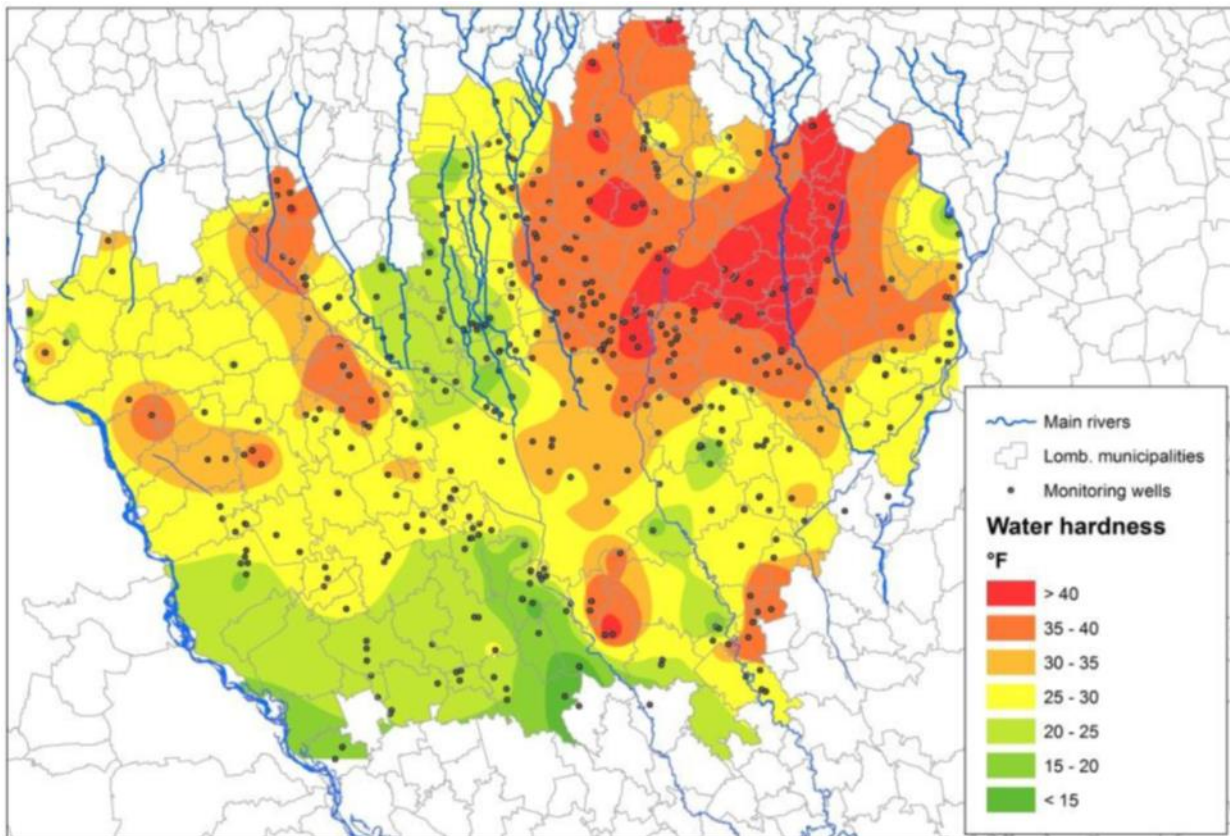 Main rivers
Lomb. municipalities
Monitoring wells
Water hardness
°F
> 40
35 - 40
30 - 35
25 - 30
20 - 25
15 - 20
< 15